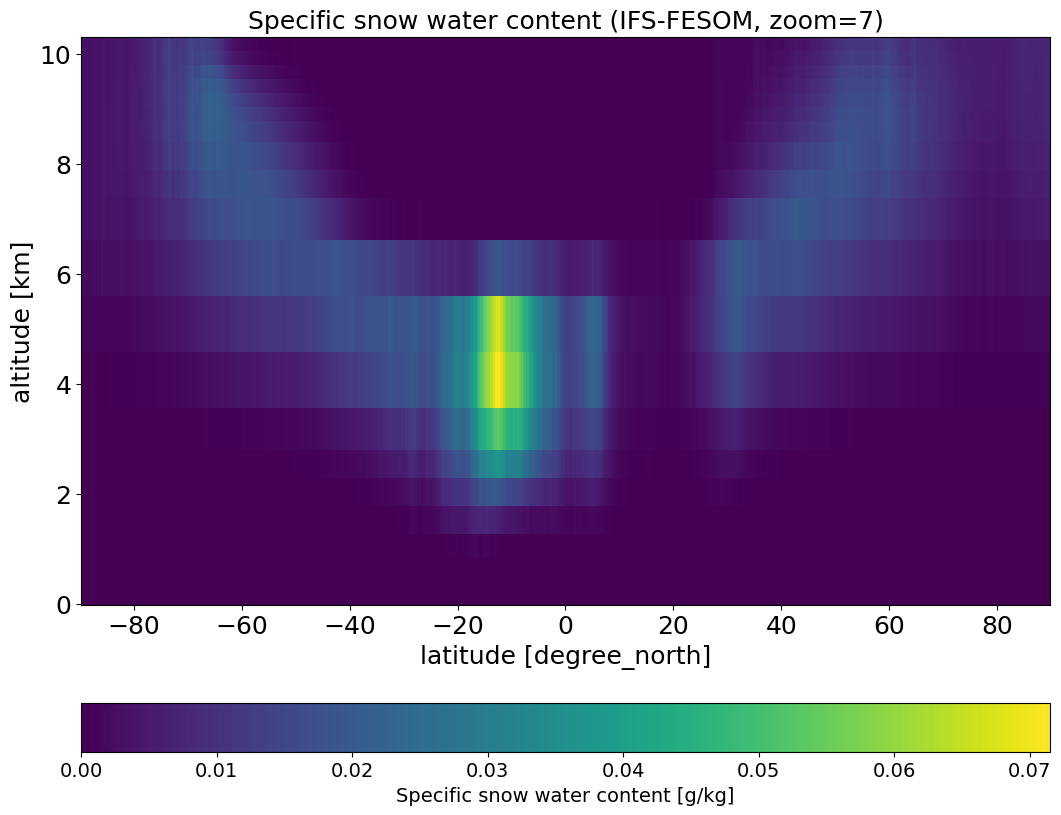 Specific snow water content (IFS-FESOM, zoom=7)
altitude [km]
10
8
6
4
2
0
−80 −60 −40 −20 0 20 40 60 80
latitude [degree_north]
0.00 0.01 0.02 0.03 0.04 0.05 0.06 0.07
Specific snow water content [g/kg]